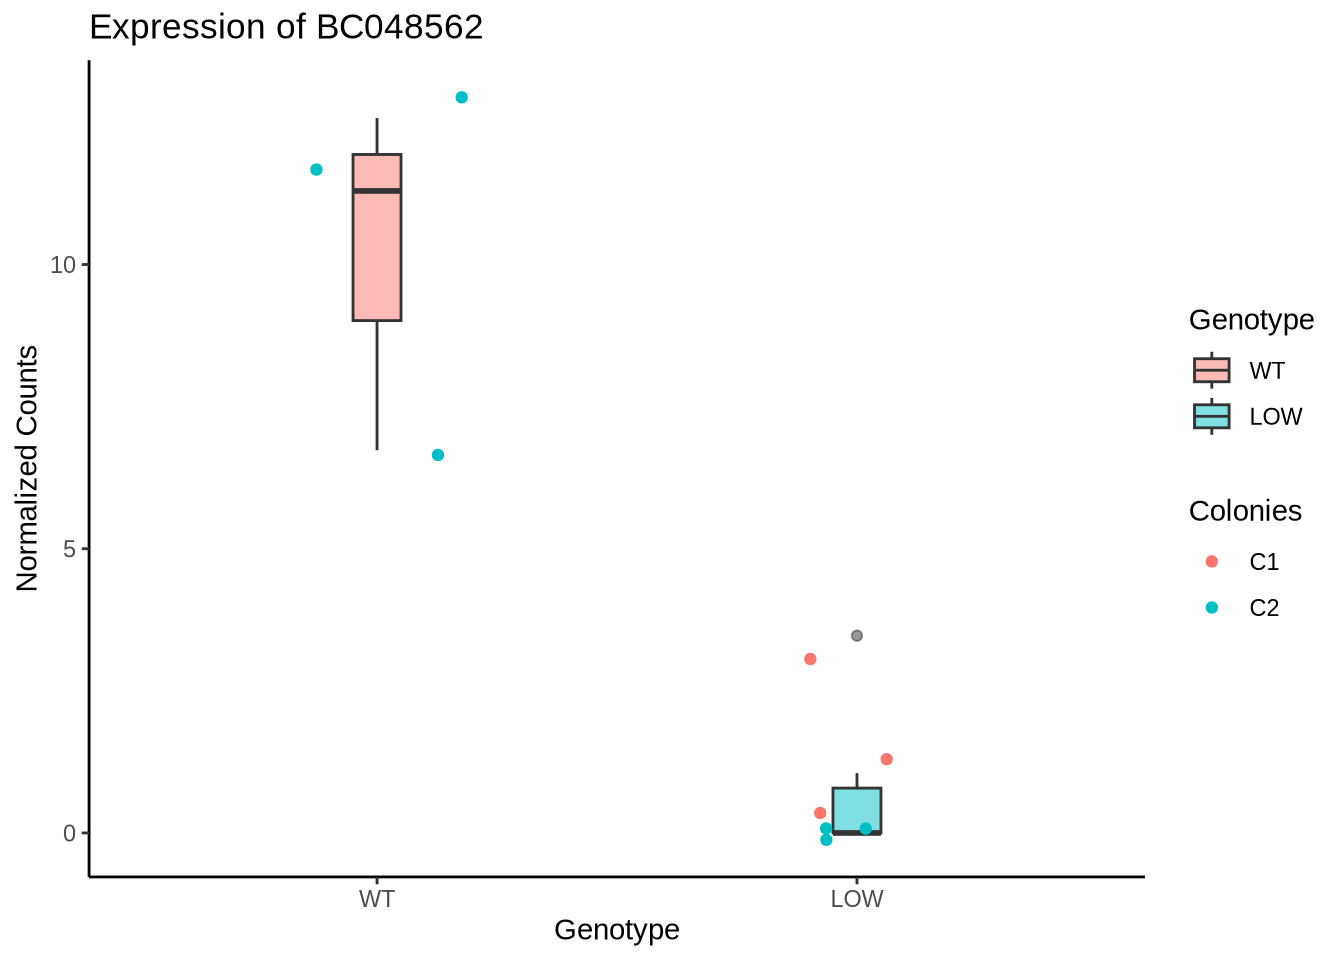 Expression of BC048562
Normalized Counts
10
5
0
WT
LOW
Genotype
Genotype
WT
LOW
Colonies
C1
C2